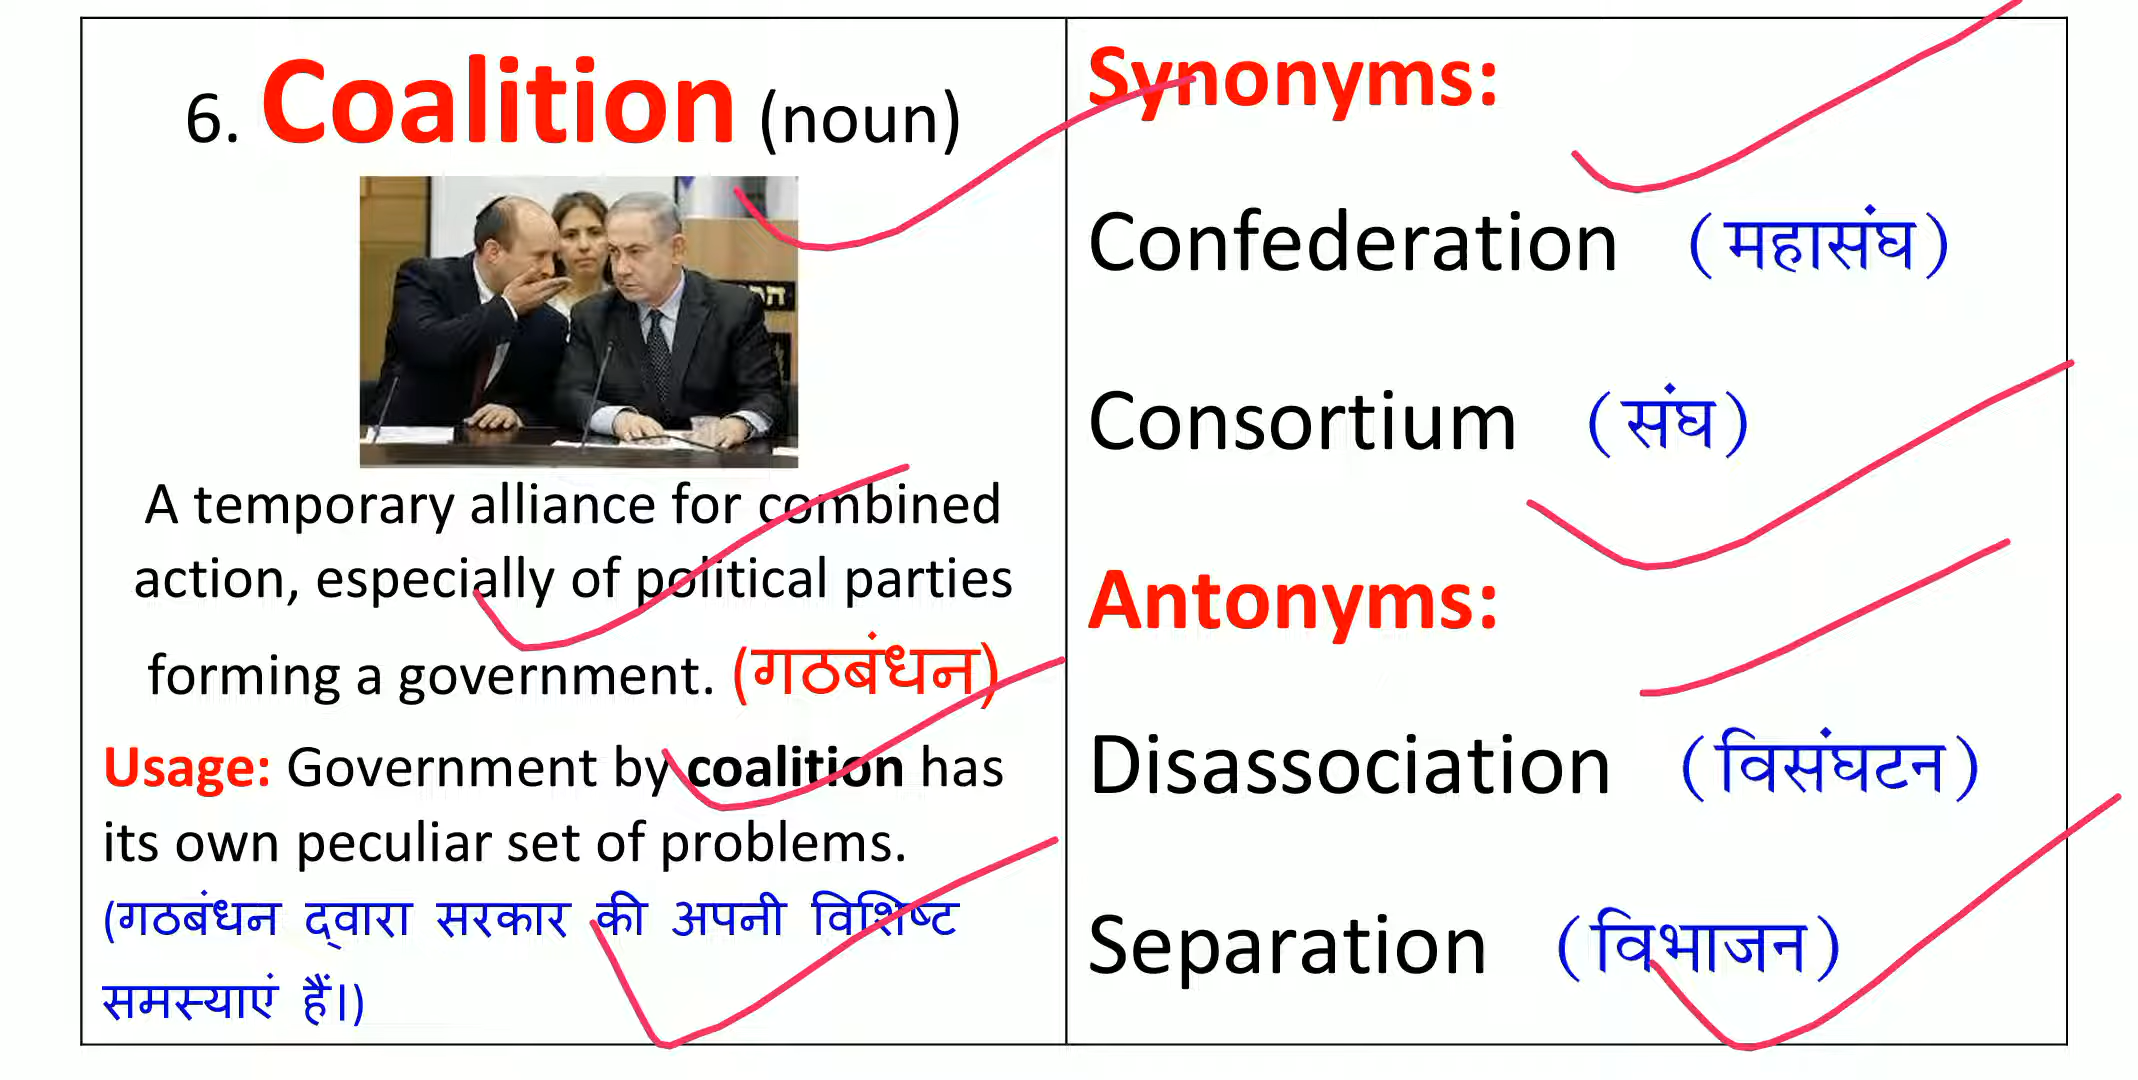 6. Coalition (noun)
A temporary alliance for combined
action, especially of political parties
forming a government. (गठबंधन)
Usage: Government by coalition has
its own peculiar set of problems.
(गठबंधन द्वारा सरकार की अपनी विशिष्ट
समस्याएं हैं।)
Synonyms:
Confederation (महासंघ)
Consortium (संघ)
Antonyms:
Disassociation (विसंघटन)
Separation (विभाजन)